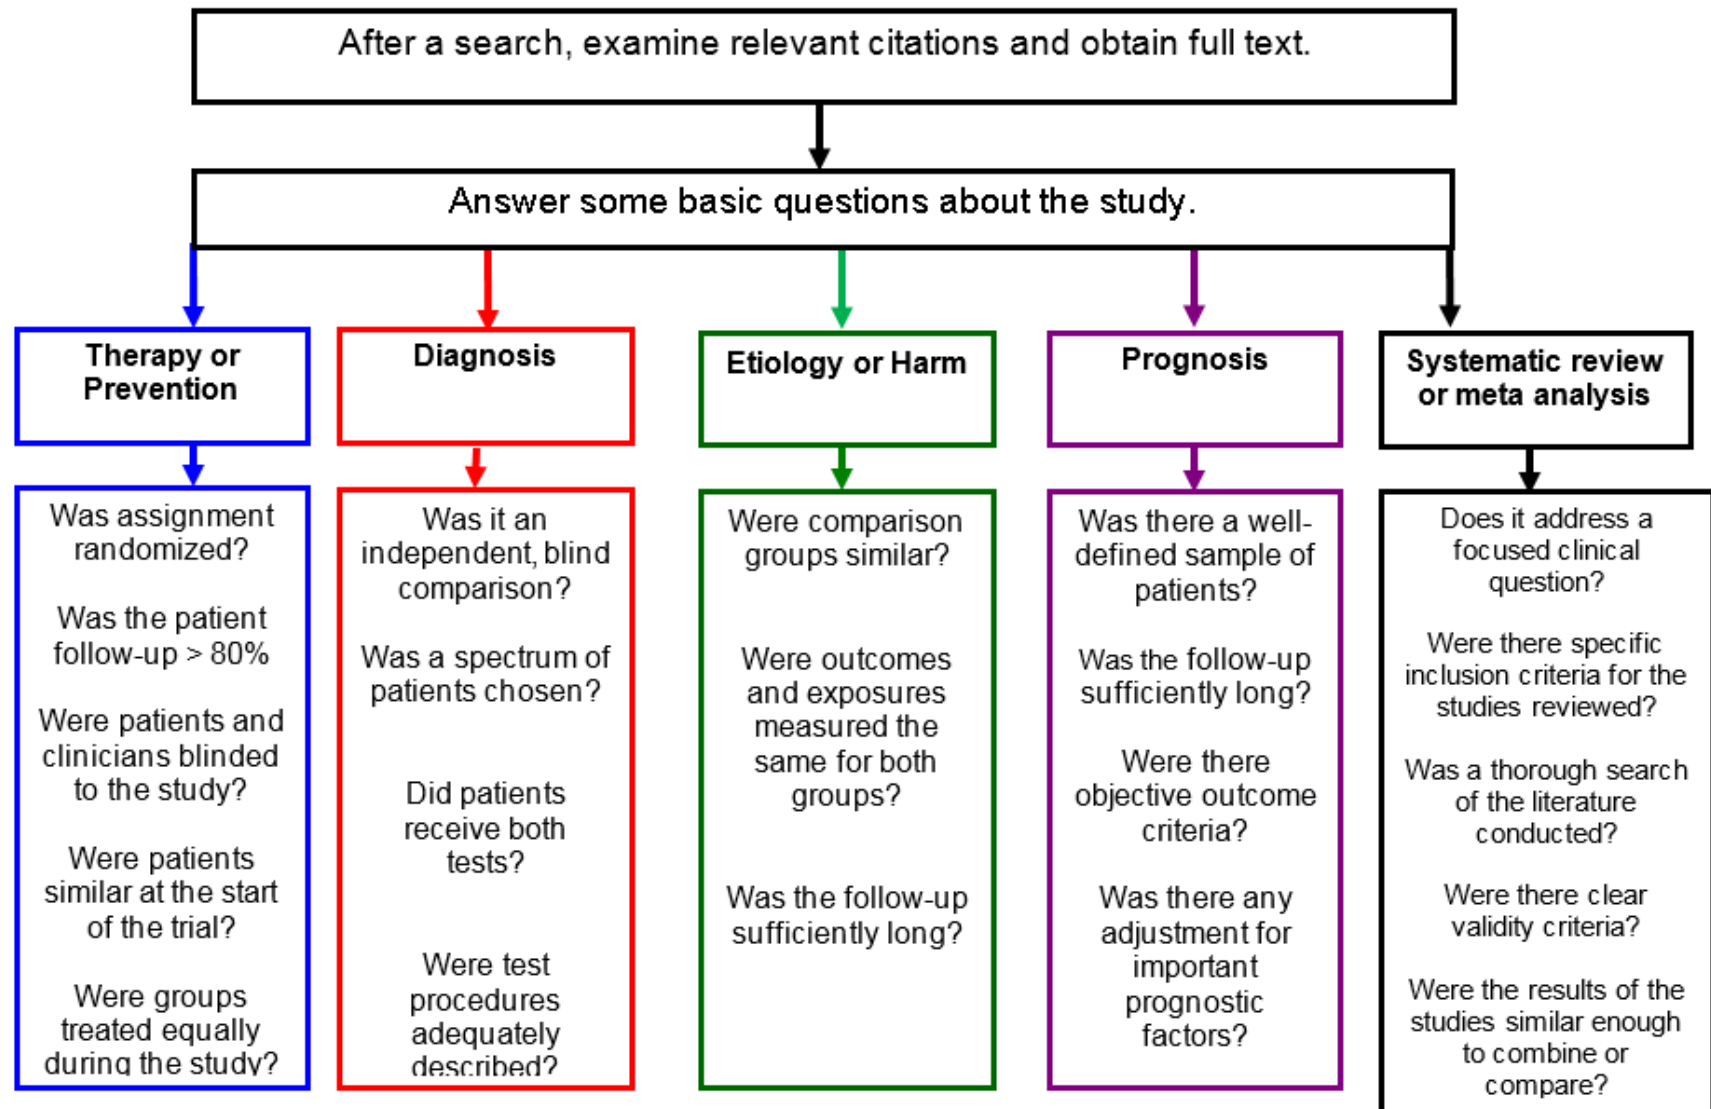 After a search, examine relevant citations and obtain full text.
Answer some basic questions about the study.
Therapy or
Prevention
Diagnosis
Etiology or Harm
Prognosis
Systematic review
or meta analysis
Was assignment
randomized?
Was the patient
follow-up > 80%
Were patients and
clinicians blinded
to the study?
Were patients
similar at the start
of the trial?
Were groups
treated equally
during the study?
Was it an
independent, blind
comparison?
Was a spectrum of
patients chosen?
Did patients
receive both
tests?
Were test
procedures
adequately
described?
Were comparison
groups similar?
Were outcomes
and exposures
measured the
same for both
groups?
Was the follow-up
sufficiently long?
Was there a well-
defined sample of
patients?
Was the follow-up
sufficiently long?
Were there
objective outcome
criteria?
Was there any
adjustment for
important
prognostic
factors?
Does it address a
focused clinical
question?
Were there specific
inclusion criteria for the
studies reviewed?
Was a thorough search
of the literature
conducted?
Were there clear
validity criteria?
Were the results of the
studies similar enough
to combine or
compare?